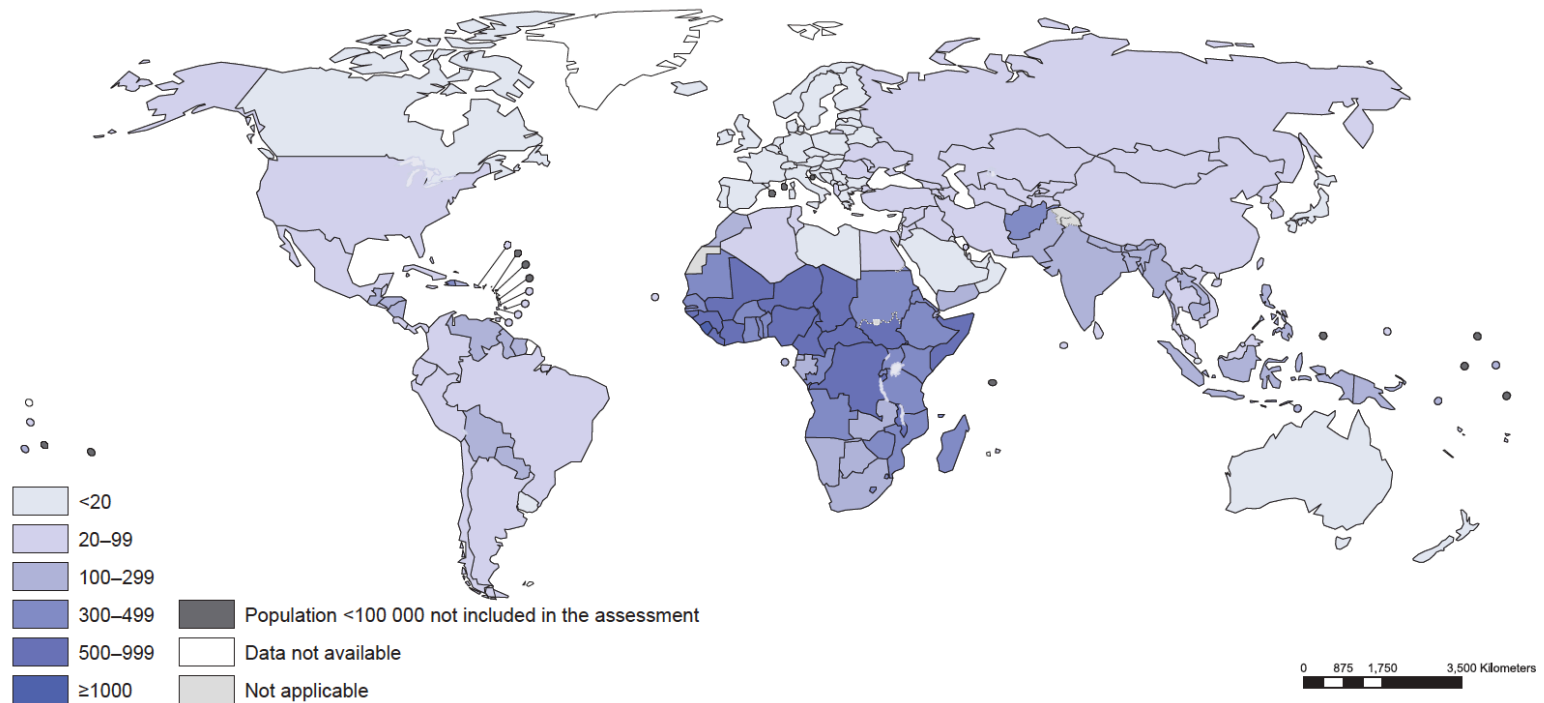 <20
20–99
100–299
300–499
500–999
≥1000
Population <100 000 not included in the assessment
Data not available
Not applicable
0 875 1,750 3,500 Kilometers